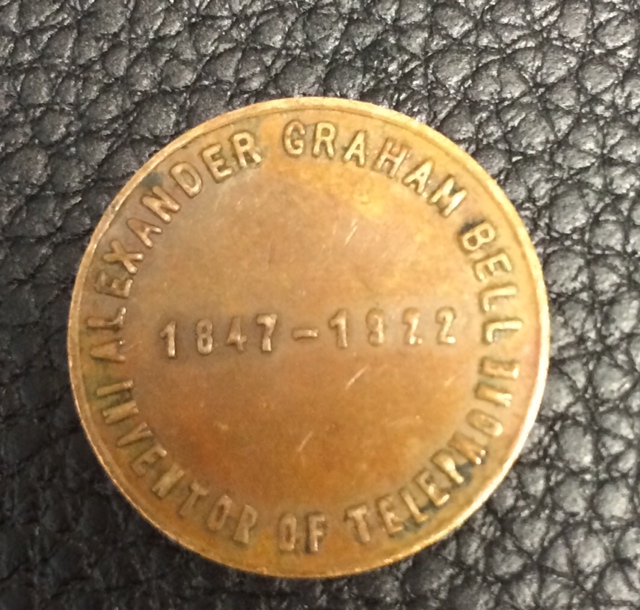 ALEXANDER GRAHAM BELL
1847-1922
INVENTOR OF TELEPHONE